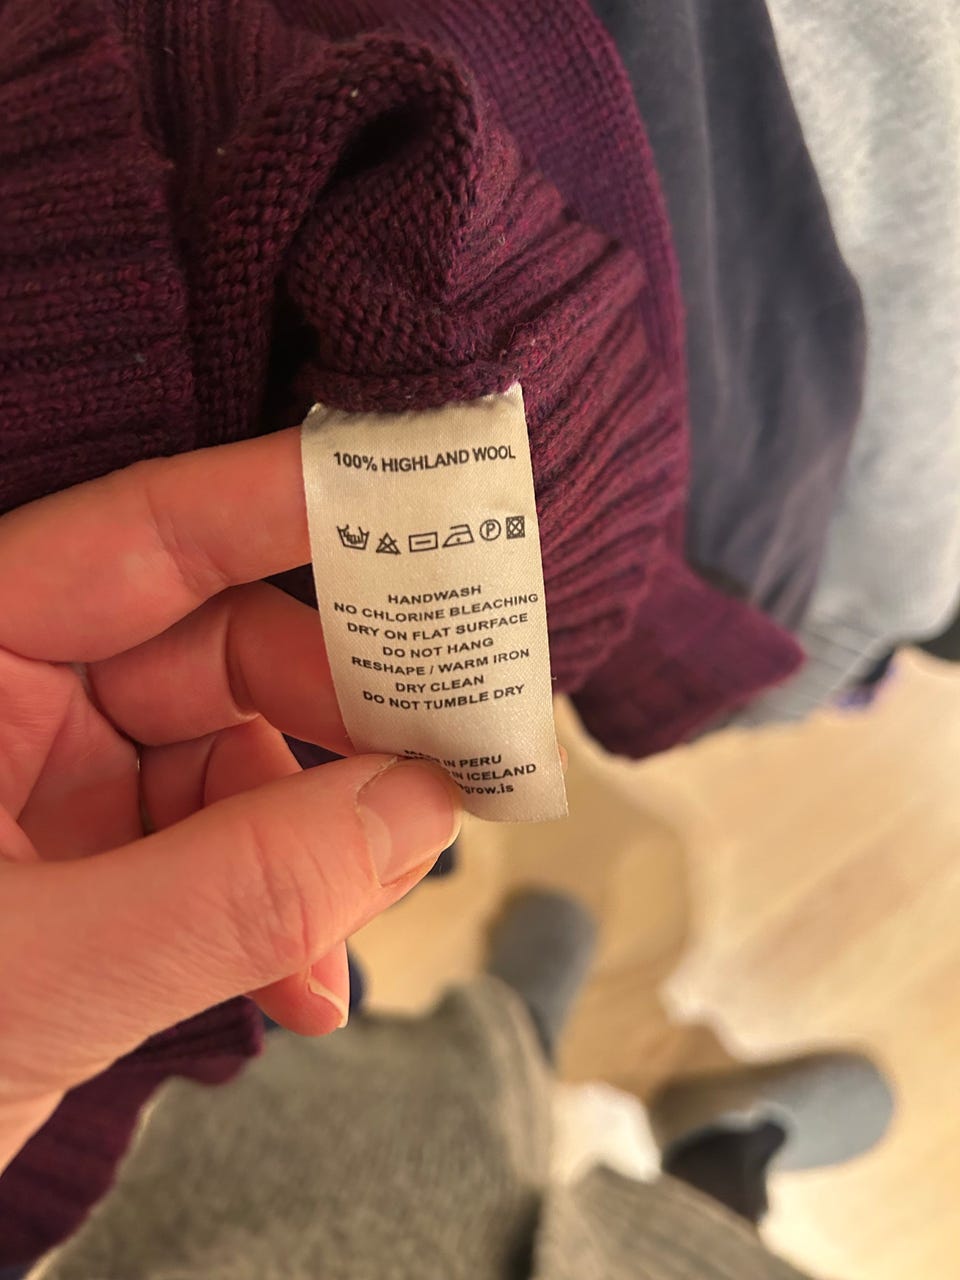 100% HIGHLAND WOOL
P
HANDWASH
NO CHLORINE BLEACHING
DRY ON FLAT SURFACE
DO NOT HANG
RESHAPE / WARM IRON
DRY CLEAN
DO NOT TUMBLE DRY
IN PERU
IN ICELAND